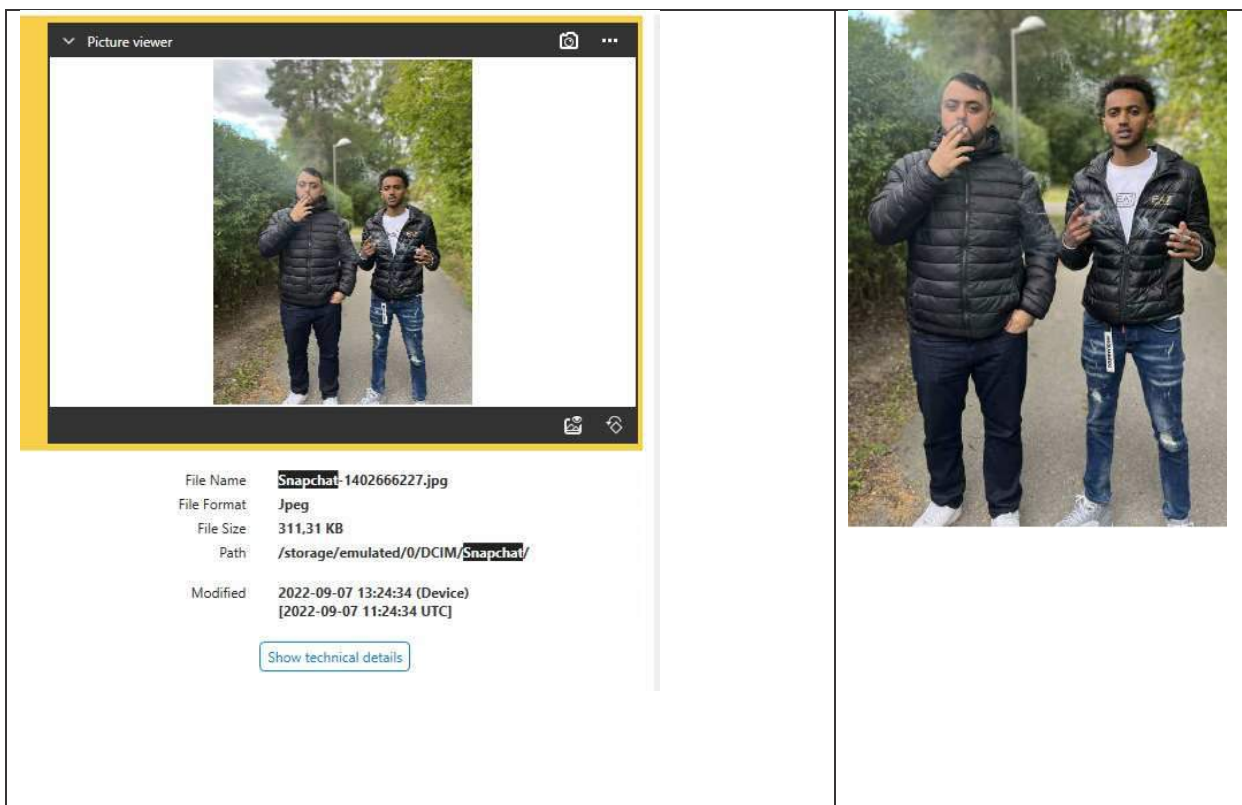 Picture viewer
File Name Snapchat-1402666227.jpg
File Format Jpeg
File Size 311,31 KB
Path /storage/emulated/0/DCIM/Snapchat/
Modified 2022-09-07 13:24:34 (Device)
[2022-09-07 11:24:34 UTC]
Show technical details
EA7
EA7